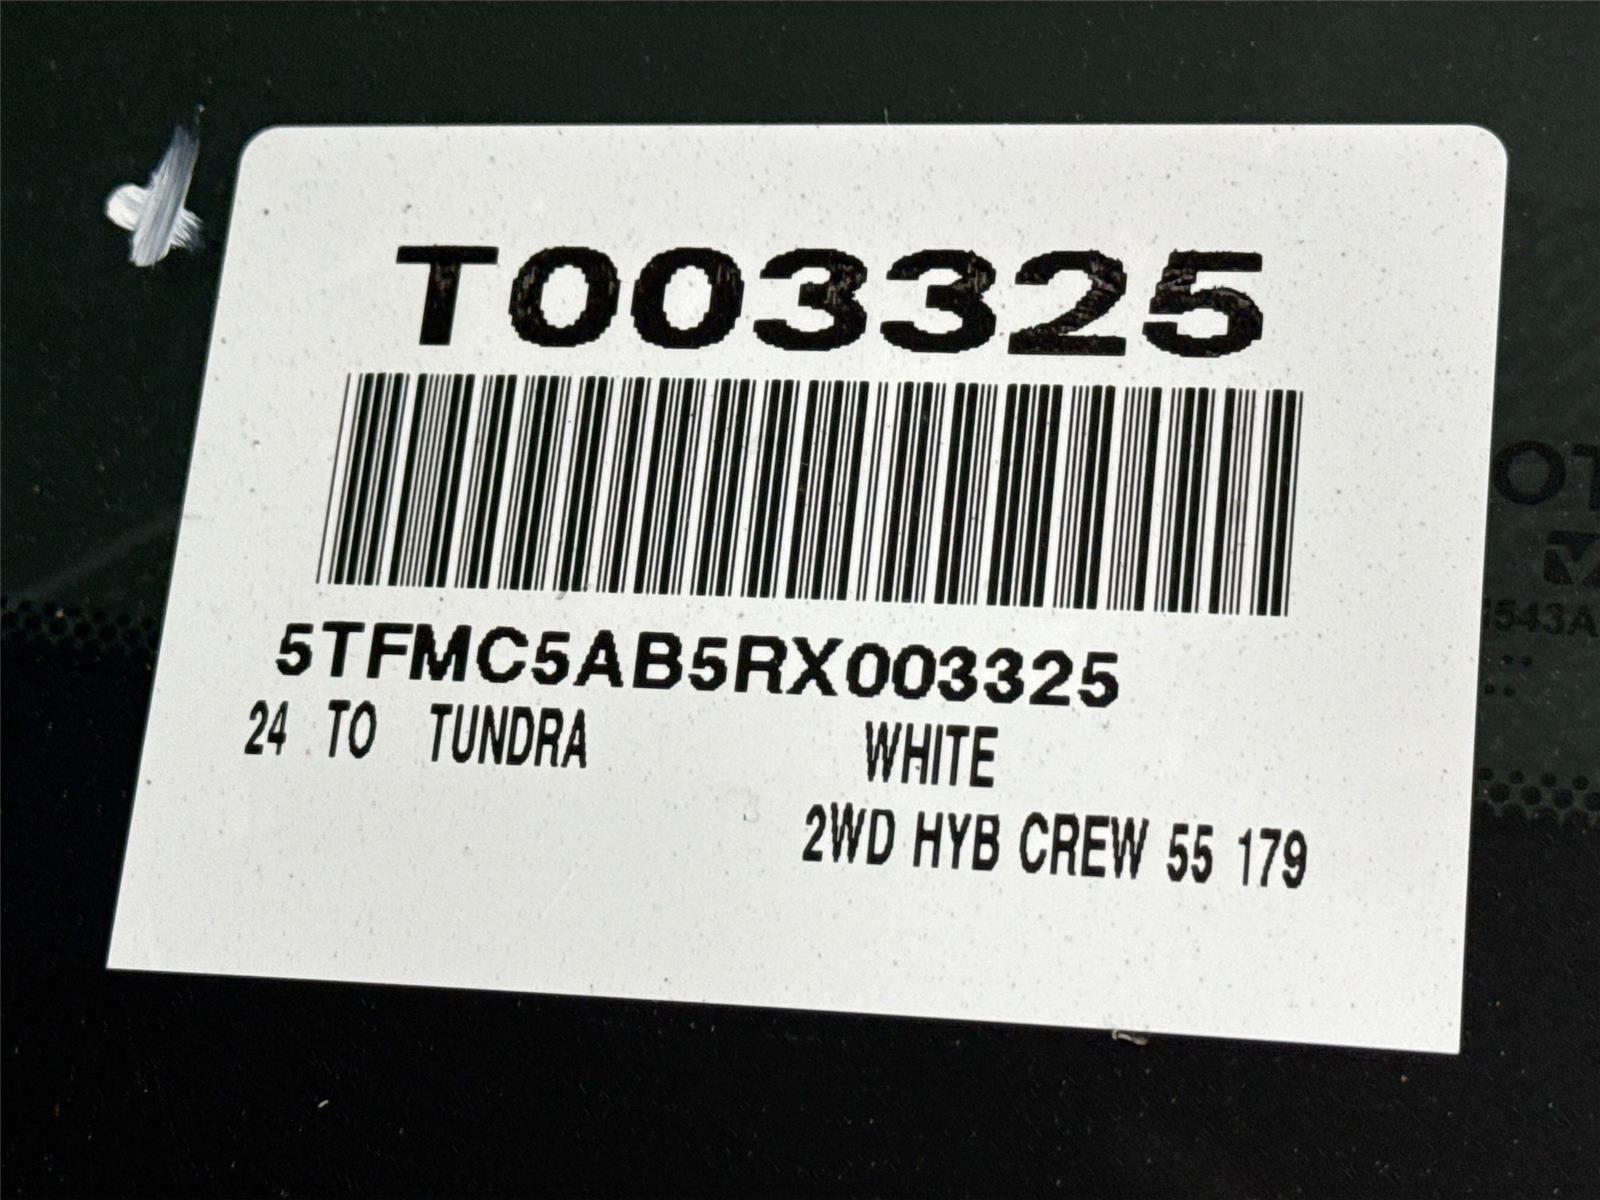 T003325
5TFMC5AB5RX003325
24 TO TUNDRA WHITE
2WD HYB CREW 55 179